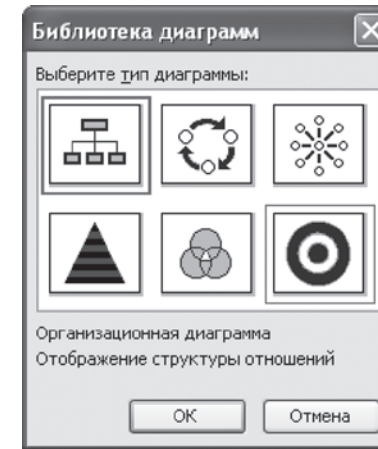 Библиотека диаграмм
Выберите тип диаграммы:
Организационная диаграмма
Отображение структуры отношений
ОК
Отмена